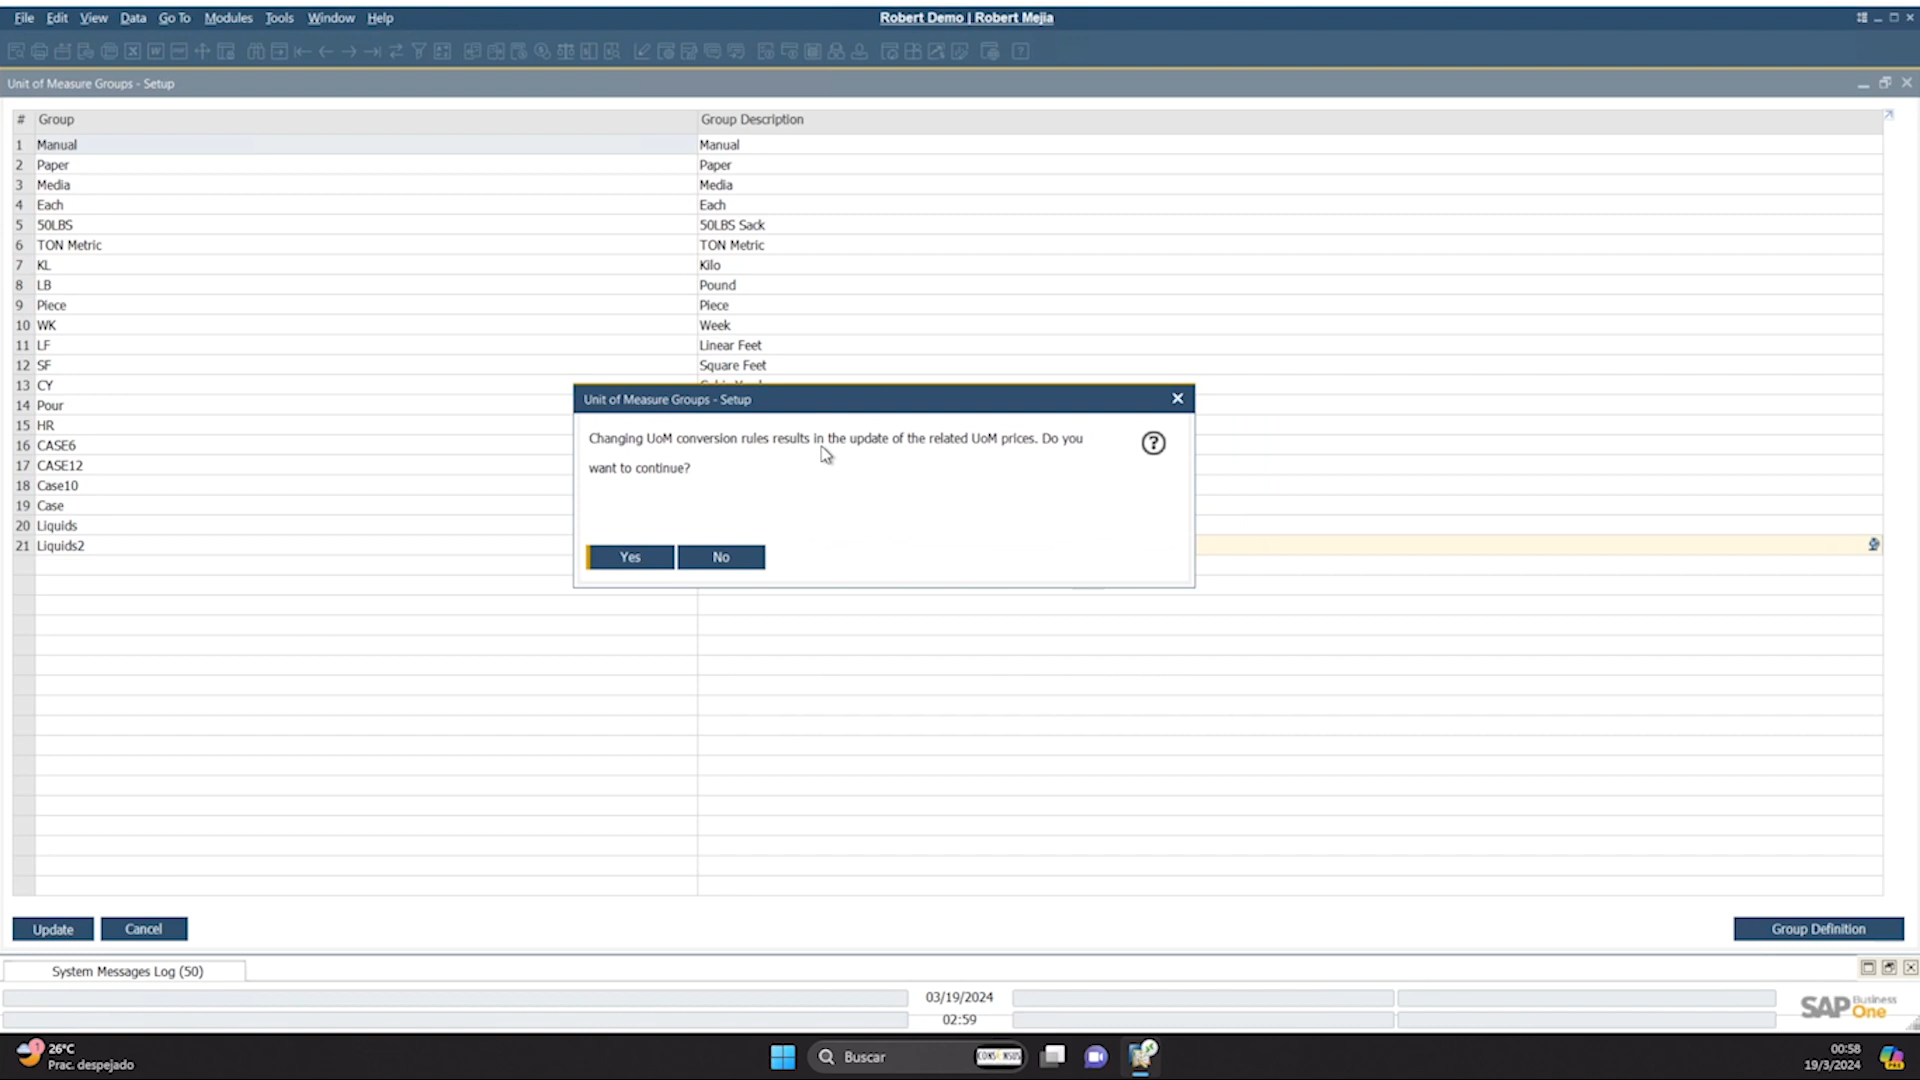 File Edit View Data Go To Modules Tools Window Help
Robert Demo | Robert Mejia
Unit of Measure Groups - Setup
# Group Group Description
1 Manual Manual
2 Paper Paper
3 Media Media
4 Each Each
5 50LBS 50LBS Sack
6 TON Metric TON Metric
7 KL Kilo
8 LB Pound
9 Piece Piece
10 WK Week
11 LF Linear Feet
12 SF Square Feet
13 CY
14 Pour
15 HR
16 CASE6
17 CASE12
18 Case10
19 Case
20 Liquids
21 Liquids2
Unit of Measure Groups - Setup
Changing UoM conversion rules results in the update of the related UoM prices. Do you
want to continue?
Yes No
Update Cancel Group Definition
System Messages Log (50)
03/19/2024
02:59
SAP Business One
26°C
Prac. despejado
Buscar
CONSENSUS
00:58
19/3/2024